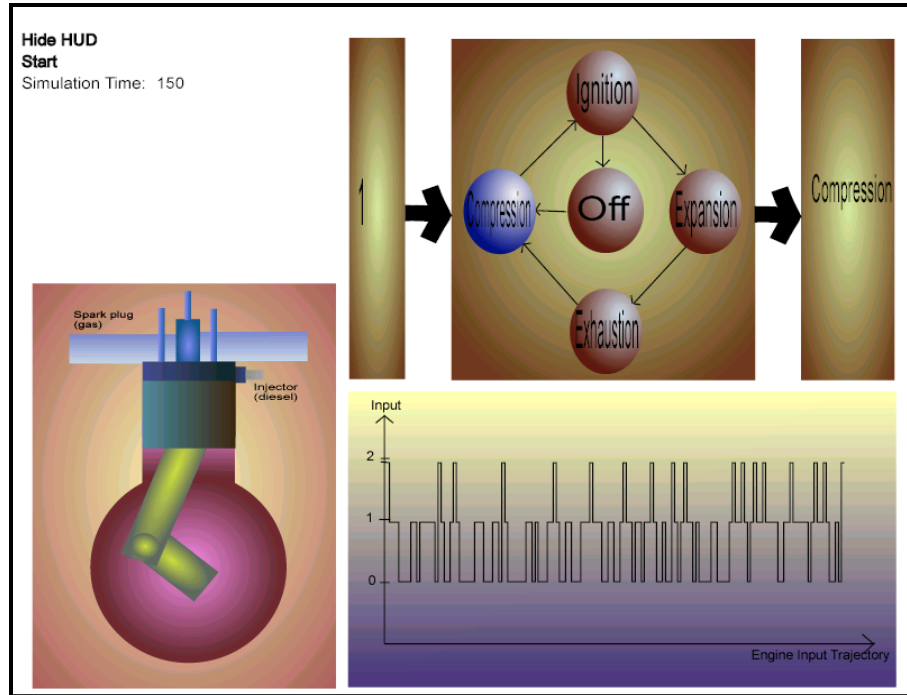 Hide HUD
Start
Simulation Time: 150
1
Ignition
Compression
Off
Expansion
Exhaustion
Compression
Spark plug
(gas)
Injector
(diesel)
Input
2
1
0
Engine Input Trajectory